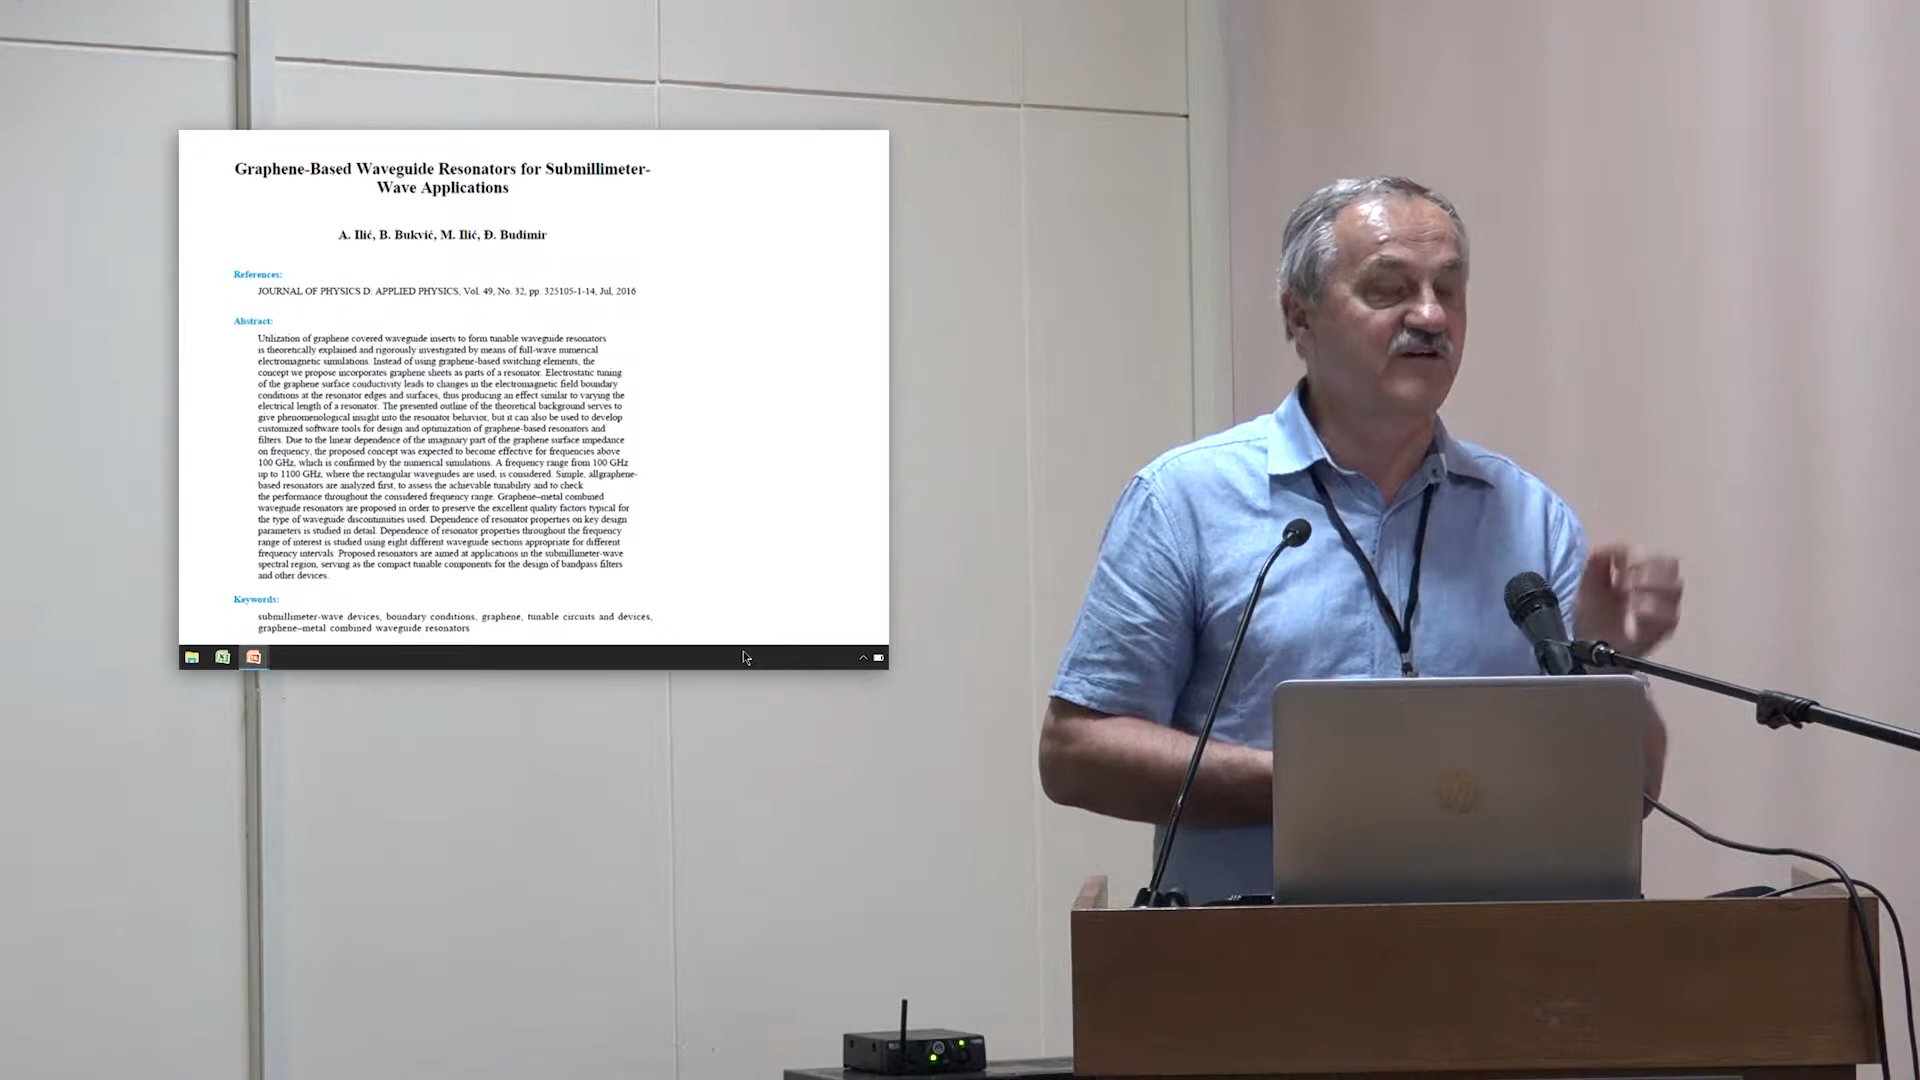 Graphene-Based Waveguide Resonators for Submillimeter-
Wave Applications
A. Ilić, B. Bukvić, M. Ilić, Đ. Budimir
References:
JOURNAL OF PHYSICS D: APPLIED PHYSICS, Vol. 49, No. 32, pp. 325105-1-14, Jul, 2016
Abstract:
Utilization of graphene covered waveguide inserts to form tunable waveguide resonators
is theoretically explained and rigorously investigated by means of full-wave numerical
electromagnetic simulations. Instead of using graphene-based switching elements, the
concept we propose incorporates graphene sheets as parts of a resonator. Electrostatic tuning
of the graphene surface conductivity leads to changes in the electromagnetic field boundary
conditions at the resonator edges and surfaces, thus producing an effect similar to varying the
electrical length of a resonator. The presented outline of the theoretical background serves to
give phenomenological insight into the resonator behavior, but it can also be used to develop
customized software tools for design and optimization of graphene-based resonators and
filters. Due to the linear dependence of the imaginary part of the graphene surface impedance
on frequency, the proposed concept was expected to become effective for frequencies above
100 GHz, which is confirmed by the numerical simulations. A frequency range from 100 GHz
up to 1100 GHz, where the rectangular waveguides are used, is considered. Simple, allgraphene-
based resonators are analyzed first, to assess the achievable tunability and to check
the performance throughout the considered frequency range. Graphene–metal combined
waveguide resonators are proposed in order to preserve the excellent quality factors typical for
the type of waveguide discontinuities used. Dependence of resonator properties on key design
parameters is studied in detail. Dependence of resonator properties throughout the frequency
range of interest is studied using eight different waveguide sections appropriate for different
frequency intervals. Proposed resonators are aimed at applications in the submillimeter-wave
spectral region, serving as the compact tunable components for the design of bandpass filters
and other devices.
Keywords:
submillimeter-wave devices, boundary conditions, graphene, tunable circuits and devices,
graphene–metal combined waveguide resonators
hp